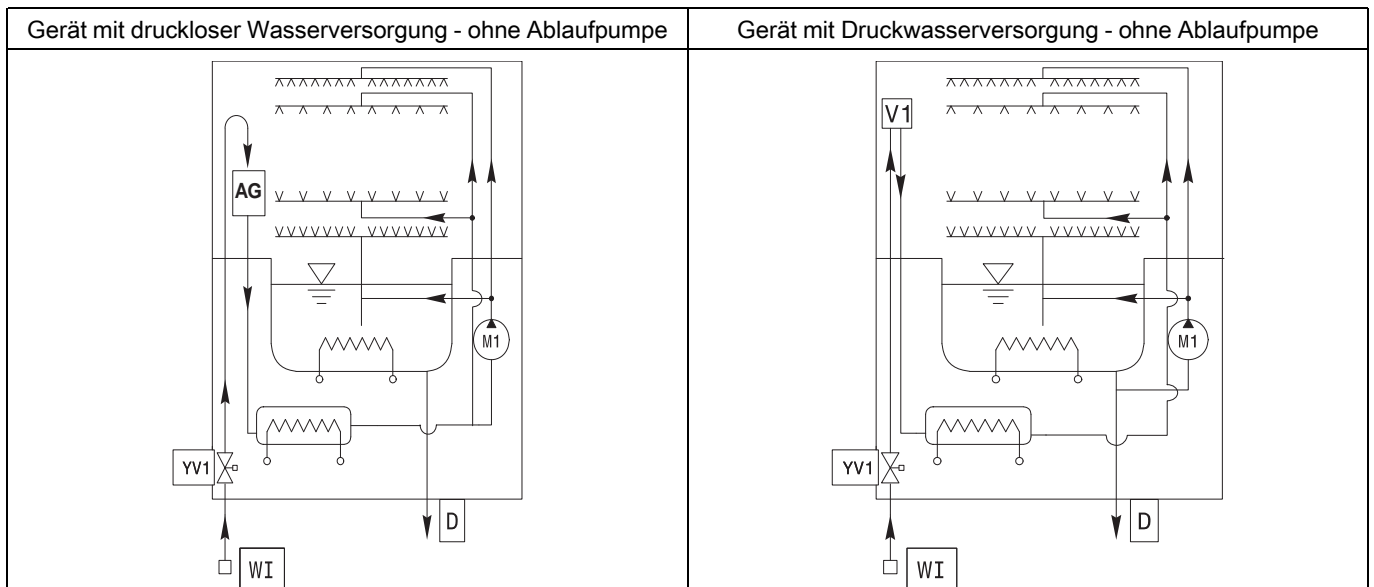 Gerät mit druckloser Wasserversorgung - ohne Ablaufpumpe
Gerät mit Druckwasserversorgung - ohne Ablaufpumpe
AG
M1
YV1
D
WI
V1
M1
YV1
D
WI